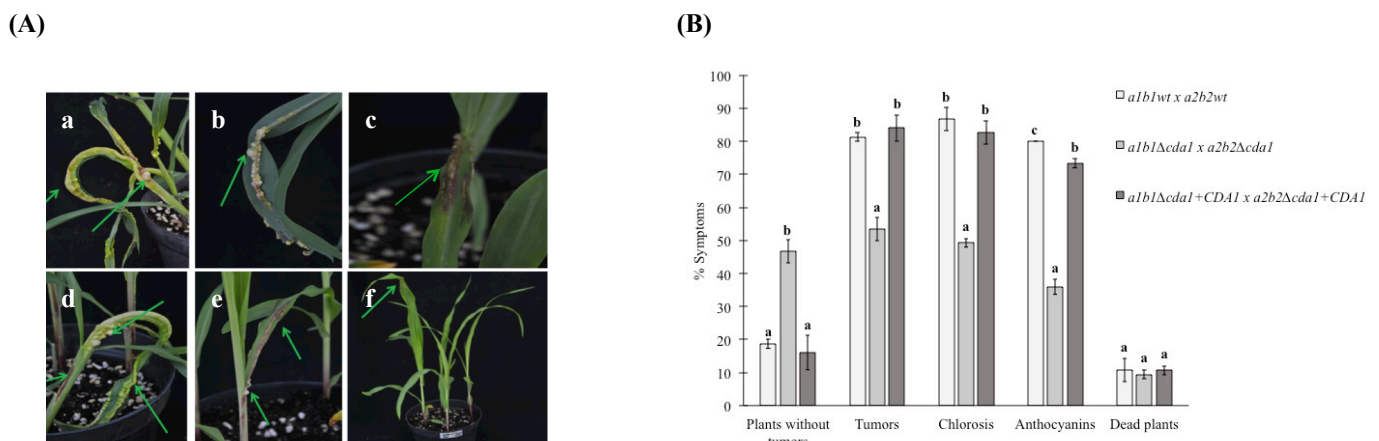 (A)
(B)
a
b
c
d
e
f
% Symptoms
100
90
80
70
60
50
40
30
20
10
0
a
b
a
b
a
b
b
a
b
c
a
b
a
a
a
Plants without
tumors
Tumors
Chlorosis
Anthocyanins
Dead plants
a1b1wt x a2b2wt
a1b1Δcda1 x a2b2Δcda1
a1b1Δcda1+CDA1 x a2b2Δcda1+CDA1